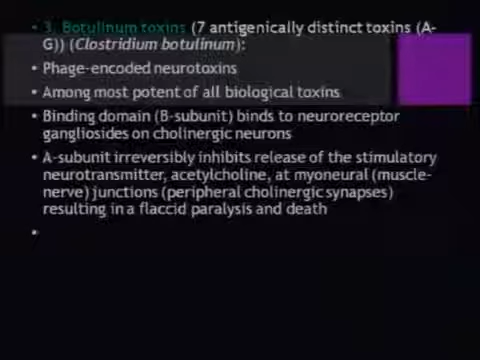 • 3. Botulinum toxins (7 antigenically distinct toxins (A-
G)) (Clostridium botulinum):
• Phage-encoded neurotoxins
• Among most potent of all biological toxins
• Binding domain (B-subunit) binds to neuroreceptor
gangliosides on cholinergic neurons
• A-subunit irreversibly inhibits release of the stimulatory
neurotransmitter, acetylcholine, at myoneural (muscle-
nerve) junctions (peripheral cholinergic synapses)
resulting in a flaccid paralysis and death
•